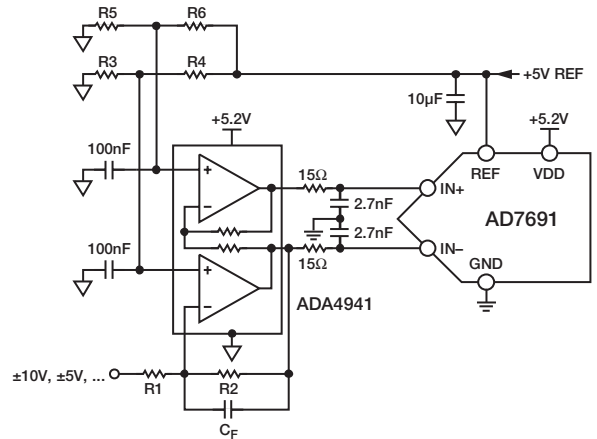 R5
R6
R3
R4
+5V REF
10µF
+5.2V
+5.2V
100nF
REF
VDD
+
−
15Ω
IN+
2.7nF
AD7691
2.7nF
100nF
IN−
15Ω
GND
+
−
ADA4941
±10V, ±5V, ...
R1
R2
CF